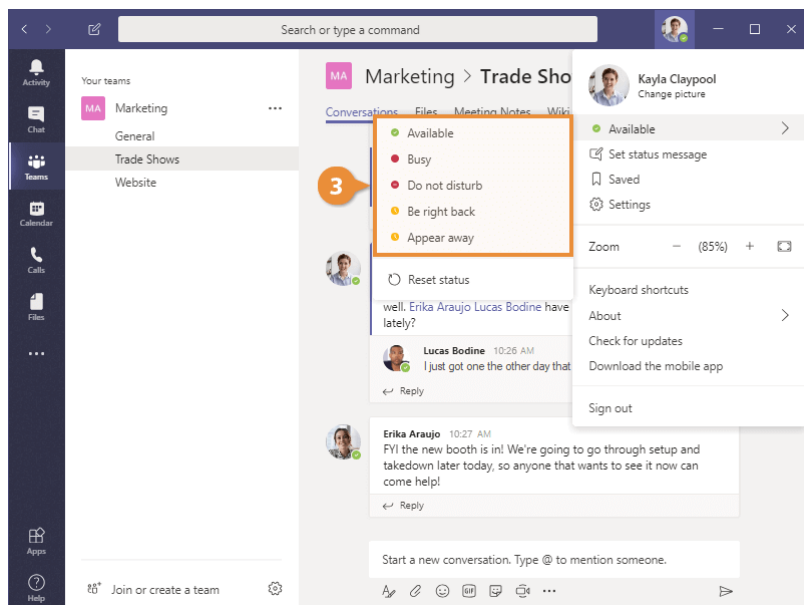 Search or type a command
Activity
Chat
Teams
Calendar
Calls
Files
Apps
Help
Your teams
MA Marketing
General
Trade Shows
Website
Join or create a team
MA Marketing > Trade Sho
Conversations Files Meeting Notes Wiki
3
Available
Busy
Do not disturb
Be right back
Appear away
Reset status
well. Erika Araujo Lucas Bodine have
lately?
Lucas Bodine 10:26 AM
I just got one the other day that
Reply
Erika Araujo 10:27 AM
FYI the new booth is in! We're going to go through setup and
takedown later today, so anyone that wants to see it now can
come help!
Reply
Start a new conversation. Type @ to mention someone.
GIF
Kayla Claypool
Change picture
Available
Set status message
Saved
Settings
Zoom − (85%) +
Keyboard shortcuts
About
Check for updates
Download the mobile app
Sign out